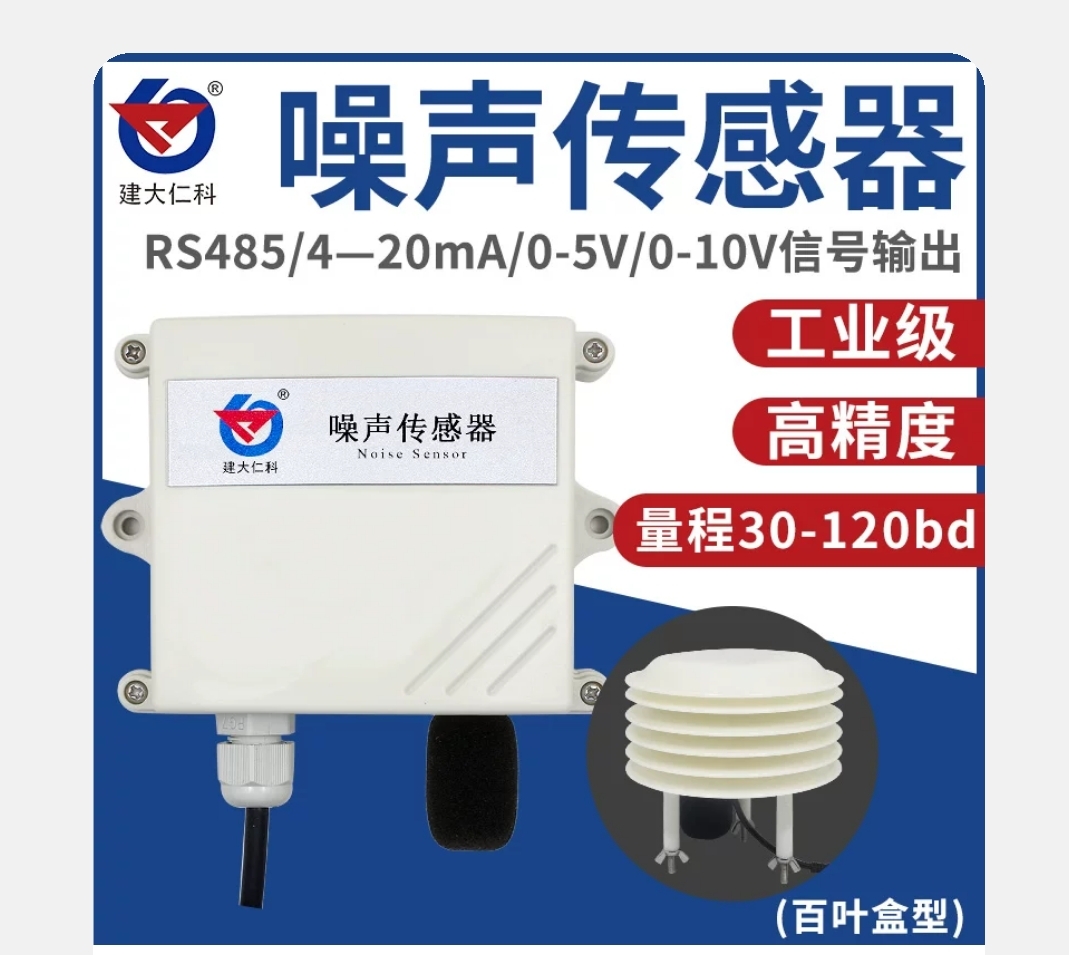 ®
建大仁科
噪声传感器
RS485/4—20mA/0-5V/0-10V信号输出
工业级
高精度
量程30-120bd
®
建大仁科
噪声传感器
Noise Sensor
(百叶盒型)